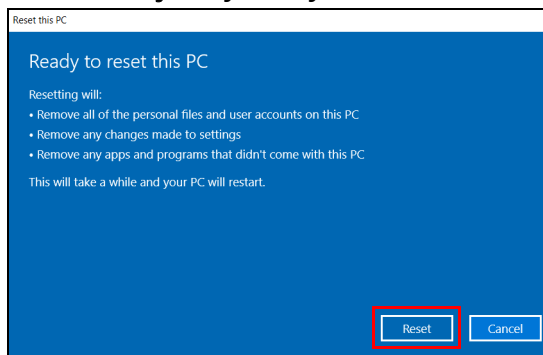 Reset this PC
Ready to reset this PC
Resetting will:
• Remove all of the personal files and user accounts on this PC
• Remove any changes made to settings
• Remove any apps and programs that didn't come with this PC
This will take a while and your PC will restart.
Reset Cancel